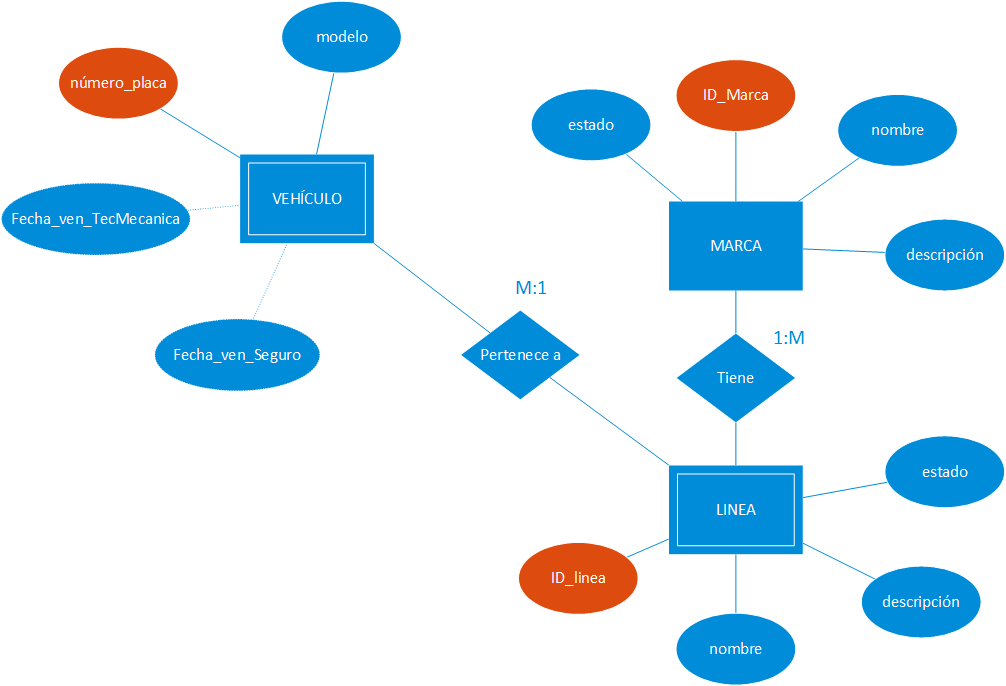 modelo
número_placa
ID_Marca
estado
nombre
VEHÍCULO
Fecha_ven_TecMecanica
MARCA
descripción
M:1
1:M
Fecha_ven_Seguro
Pertenece a
Tiene
estado
LINEA
ID_linea
descripción
nombre